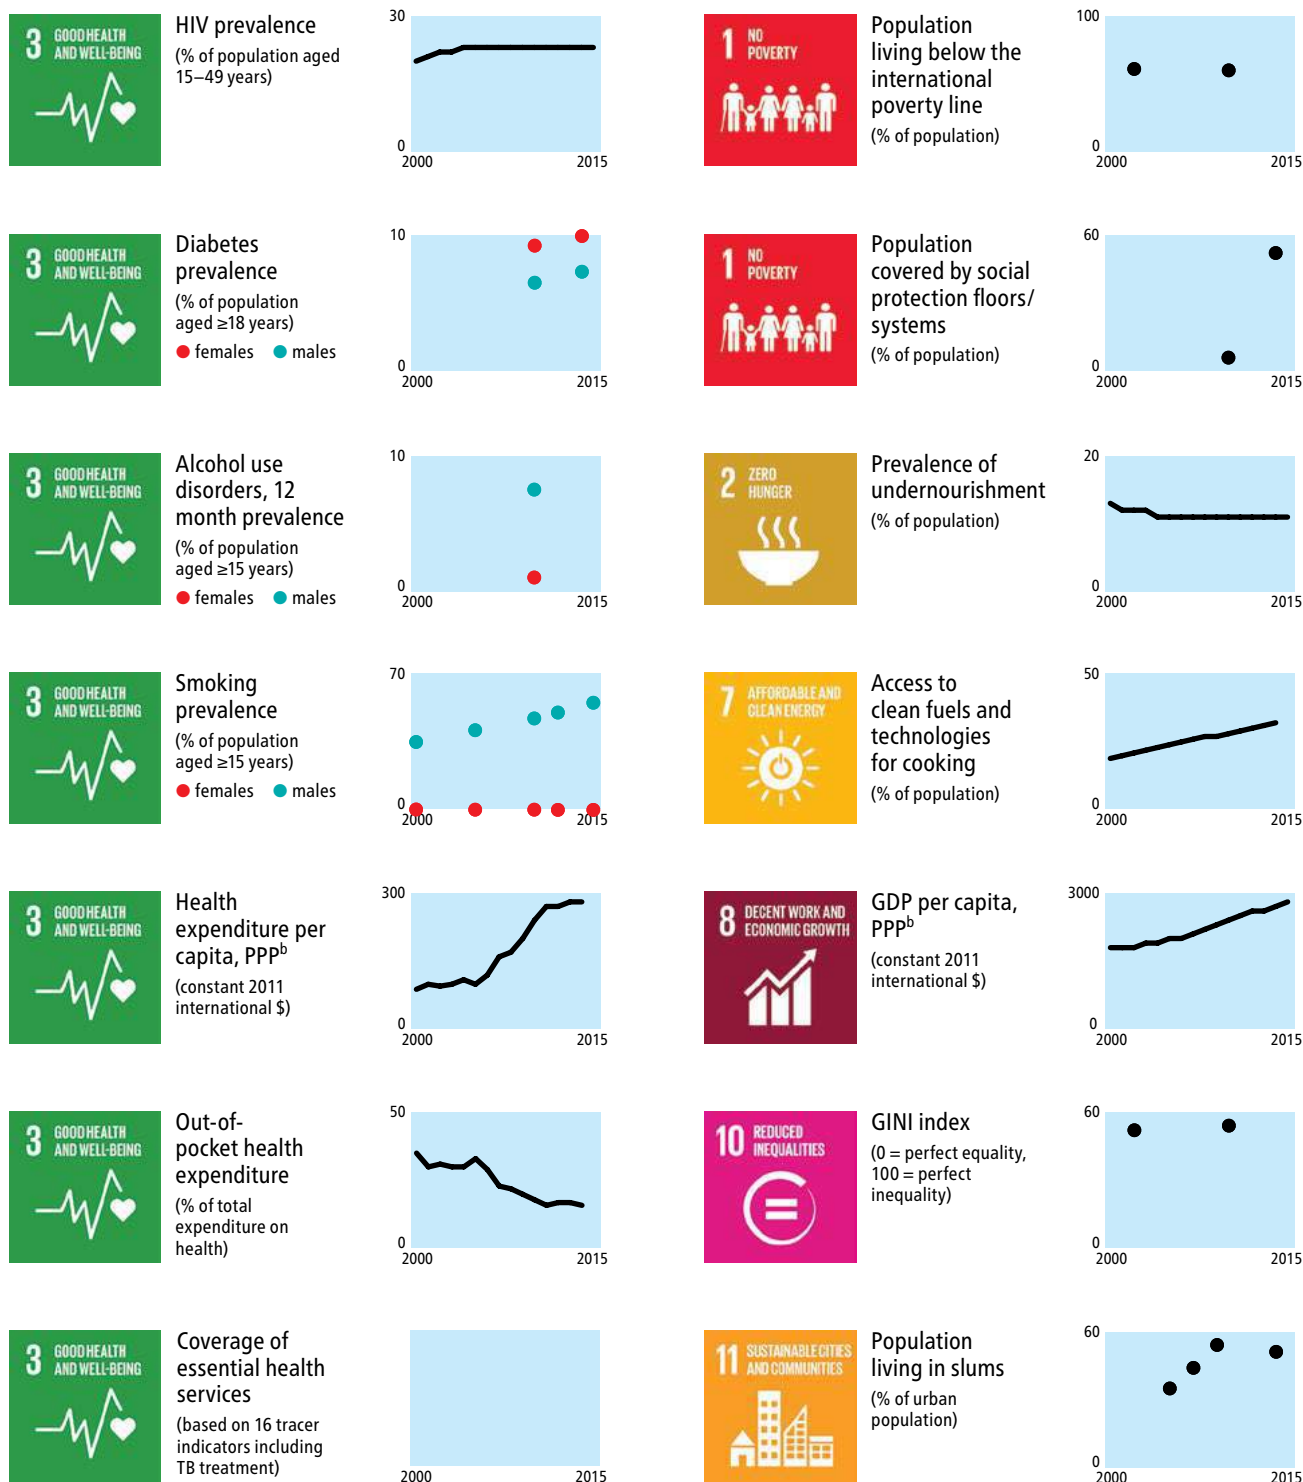 3 GOOD HEALTH
AND WELL-BEING
HIV prevalence
(% of population aged
15–49 years)
30
0
2000
2015
1 NO
POVERTY
Population
living below the
international
poverty line
(% of population)
100
0
2000
2015
3 GOOD HEALTH
AND WELL-BEING
Diabetes
prevalence
(% of population
aged ≥18 years)
females males
10
0
2000
2015
1 NO
POVERTY
Population
covered by social
protection floors/
systems
(% of population)
60
0
2000
2015
3 GOOD HEALTH
AND WELL-BEING
Alcohol use
disorders, 12
month prevalence
(% of population
aged ≥15 years)
females males
10
0
2000
2015
2 ZERO
HUNGER
Prevalence of
undernourishment
(% of population)
20
0
2000
2015
3 GOOD HEALTH
AND WELL-BEING
Smoking
prevalence
(% of population
aged ≥15 years)
females males
70
0
2000
2015
7 AFFORDABLE AND
CLEAN ENERGY
Access to
clean fuels and
technologies
for cooking
(% of population)
50
0
2000
2015
3 GOOD HEALTH
AND WELL-BEING
Health
expenditure per
capita, PPPb
(constant 2011
international $)
300
0
2000
2015
8 DECENT WORK AND
ECONOMIC GROWTH
GDP per capita,
PPPb
(constant 2011
international $)
3000
0
2000
2015
3 GOOD HEALTH
AND WELL-BEING
Out-of-
pocket health
expenditure
(% of total
expenditure on
health)
50
0
2000
2015
10 REDUCED
INEQUALITIES
GINI index
(0 = perfect equality,
100 = perfect
inequality)
60
0
2000
2015
3 GOOD HEALTH
AND WELL-BEING
Coverage of
essential health
services
(based on 16 tracer
indicators including
TB treatment)
2000
2015
11 SUSTAINABLE CITIES
AND COMMUNITIES
Population
living in slums
(% of urban
population)
60
0
2000
2015